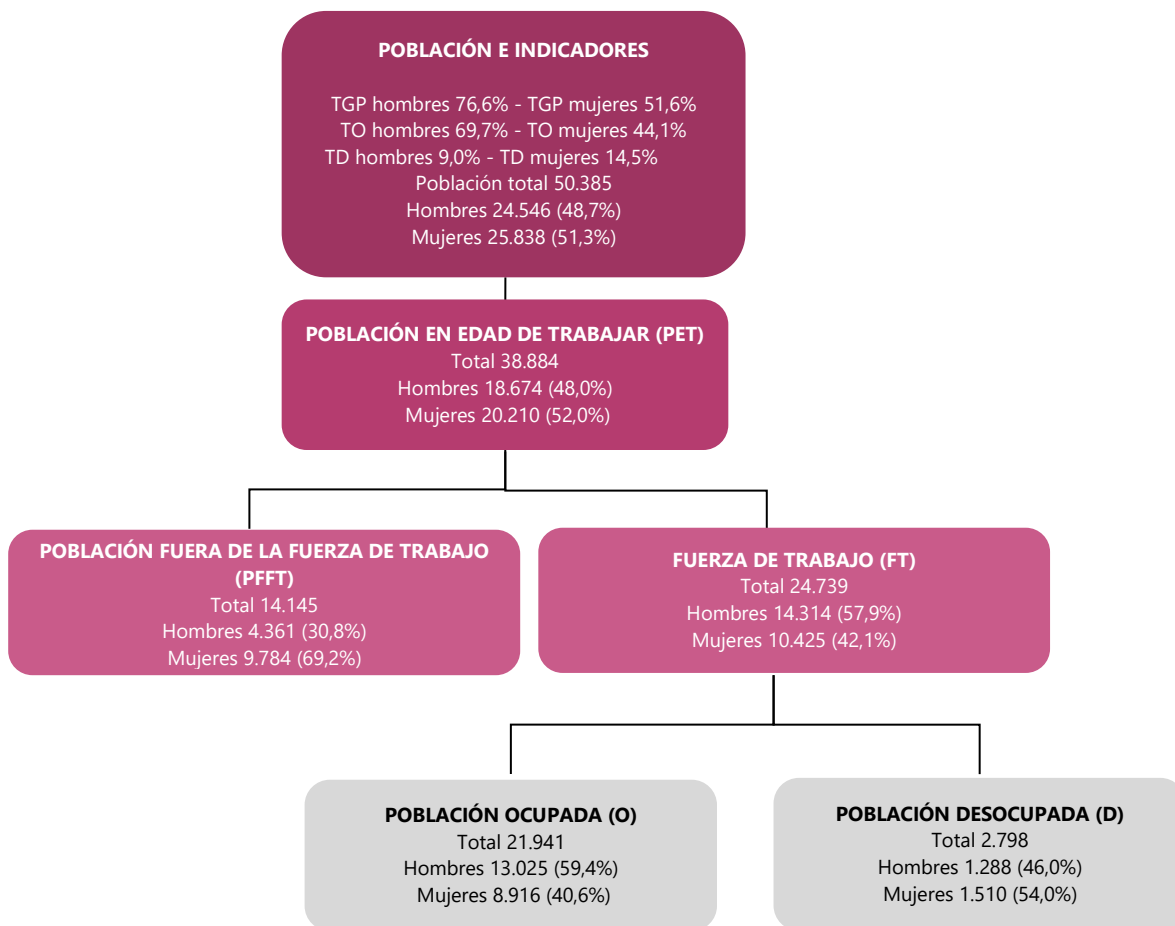 POBLACIÓN E INDICADORES
TGP hombres 76,6% - TGP mujeres 51,6%
TO hombres 69,7% - TO mujeres 44,1%
TD hombres 9,0% - TD mujeres 14,5%
Población total 50.385
Hombres 24.546 (48,7%)
Mujeres 25.838 (51,3%)
POBLACIÓN EN EDAD DE TRABAJAR (PET)
Total 38.884
Hombres 18.674 (48,0%)
Mujeres 20.210 (52,0%)
POBLACIÓN FUERA DE LA FUERZA DE TRABAJO
(PFFT)
Total 14.145
Hombres 4.361 (30,8%)
Mujeres 9.784 (69,2%)
FUERZA DE TRABAJO (FT)
Total 24.739
Hombres 14.314 (57,9%)
Mujeres 10.425 (42,1%)
POBLACIÓN OCUPADA (O)
Total 21.941
Hombres 13.025 (59,4%)
Mujeres 8.916 (40,6%)
POBLACIÓN DESOCUPADA (D)
Total 2.798
Hombres 1.288 (46,0%)
Mujeres 1.510 (54,0%)